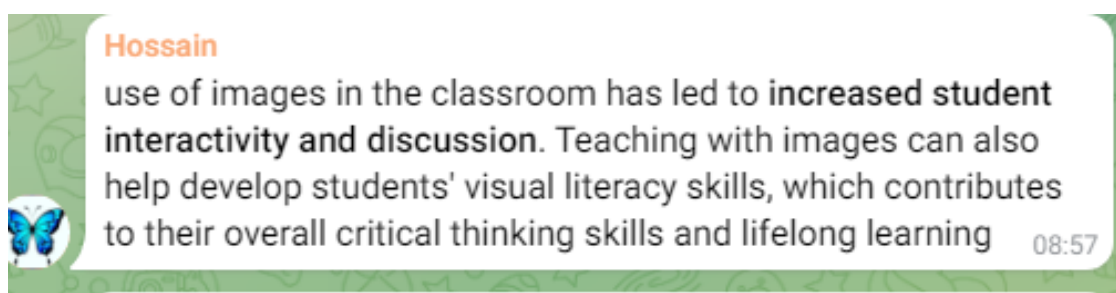 Hossain
use of images in the classroom has led to increased student
interactivity and discussion. Teaching with images can also
help develop students' visual literacy skills, which contributes
to their overall critical thinking skills and lifelong learning
08:57